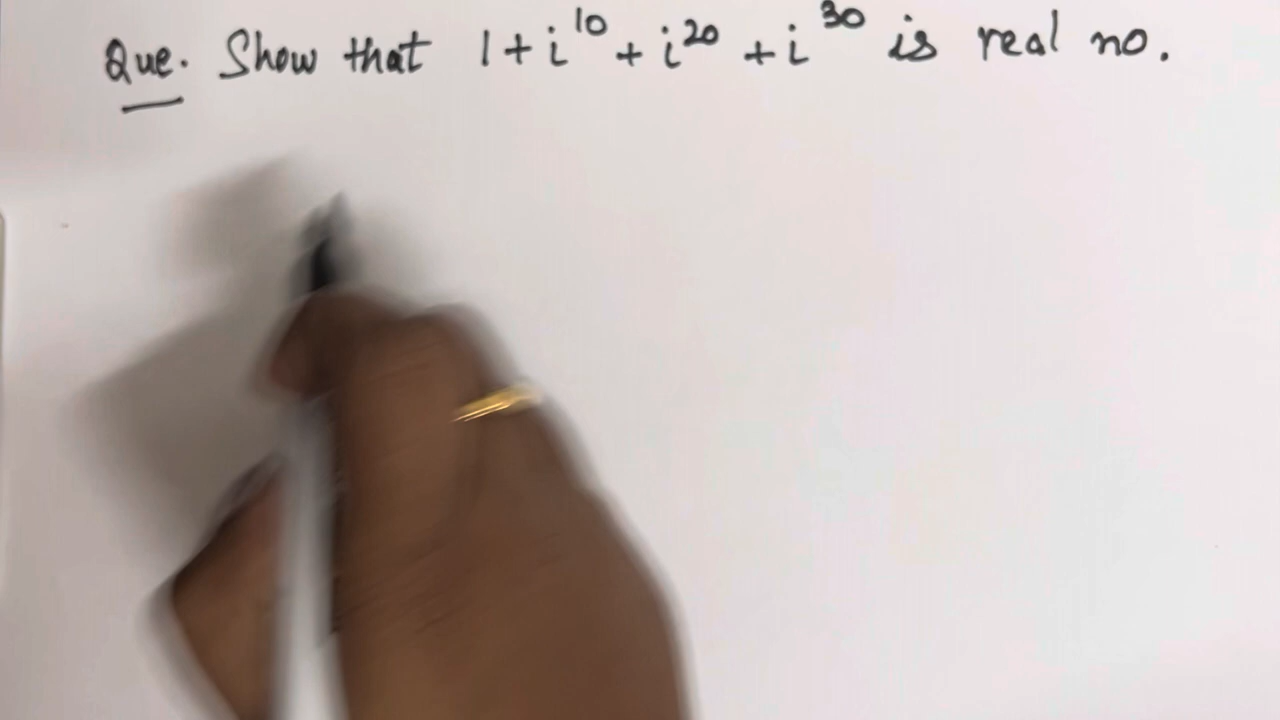 Que. Show that 1 + i^10 + i^20 + i^30 is real no.